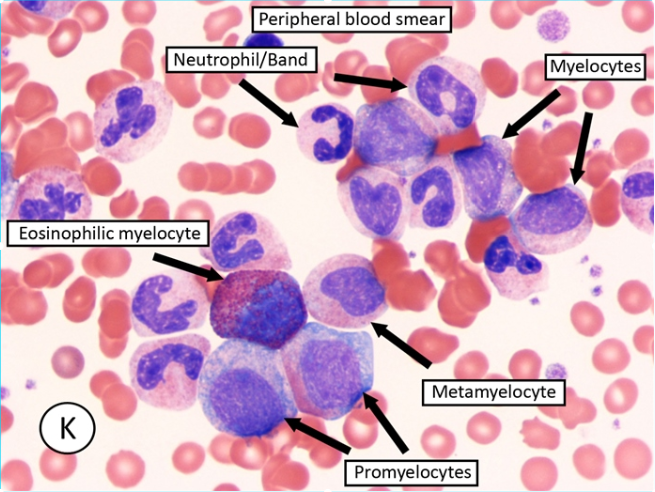 Peripheral blood smear
Neutrophil/Band
Myelocytes
Eosinophilic myelocyte
Metamyelocyte
K
Promyelocytes